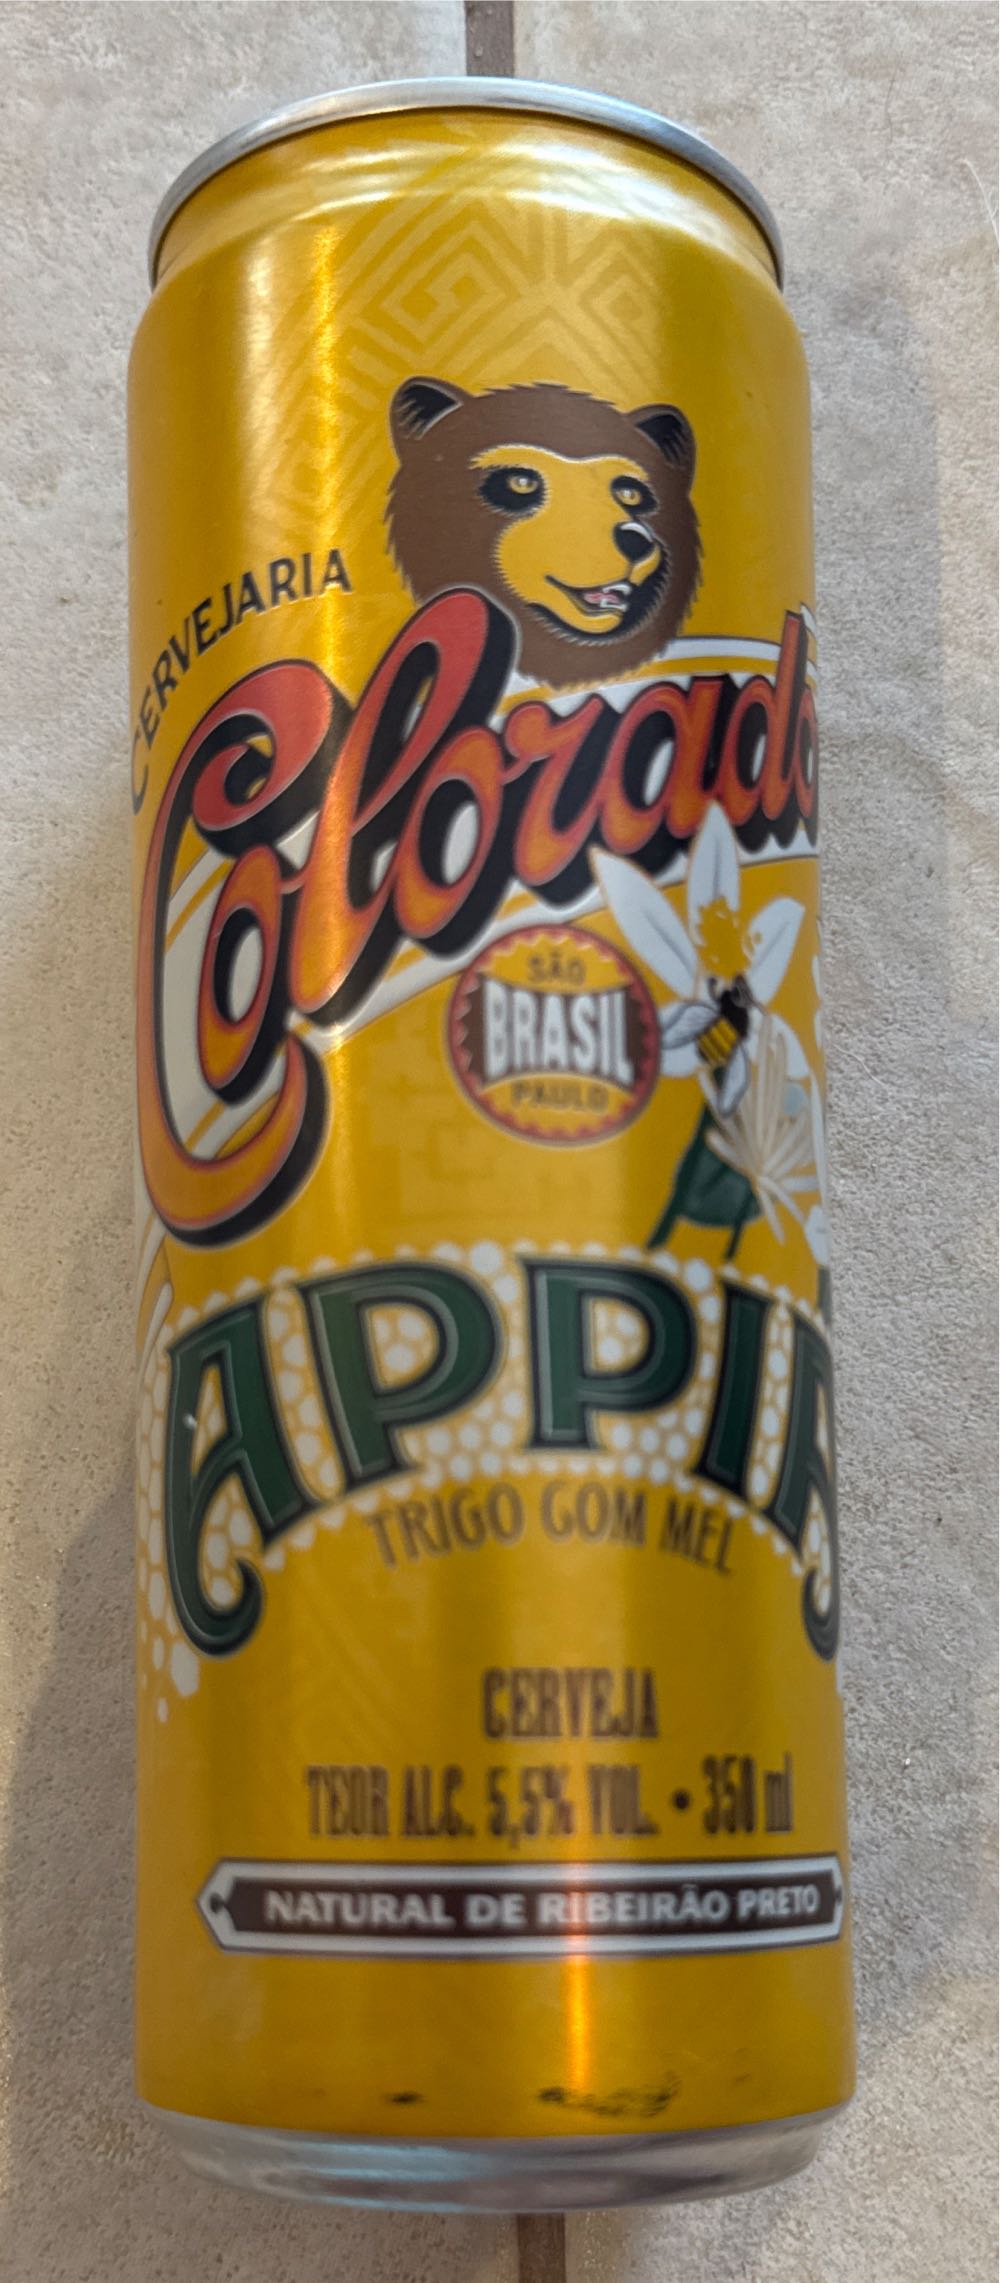 CERVEJARIA
Colorado
SÃO
BRASIL
PAULO
APPIA
TRIGO COM MEL
CERVEJA
TEOR ALC. 5,5% VOL. • 350 ml
NATURAL DE RIBEIRÃO PRETO